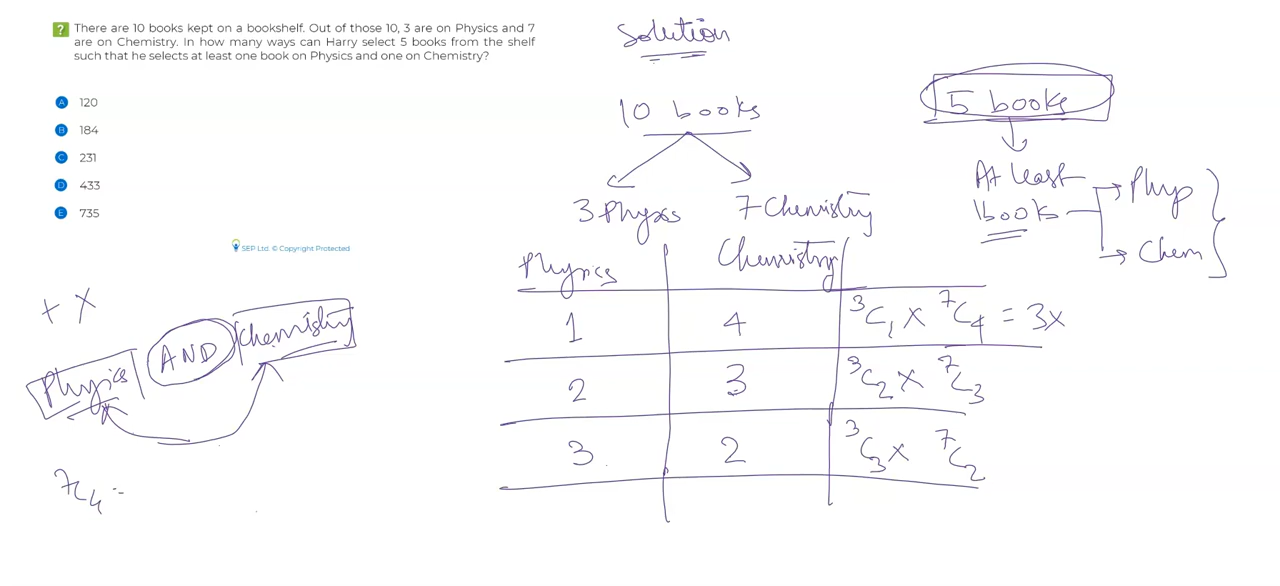 ? There are 10 books kept on a bookshelf. Out of those 10, 3 are on Physics and 7
are on Chemistry. In how many ways can Harry select 5 books from the shelf
such that he selects at least one book on Physics and one on Chemistry?
A 120
B 184
C 231
D 433
E 735
SEP Ltd. © Copyright Protected
Solution
10 books
3 Physics 7 Chemistry
5 books
At least
1 book
Phy
Chem
Physics Chemistry
1 4 ³C₁ × ⁷C₄ = 3×
2 3 ³C₂ × ⁷C₃
3 2 ³C₃ × ⁷C₂
+ ×
Physics AND Chemistry
⁷C₄ =